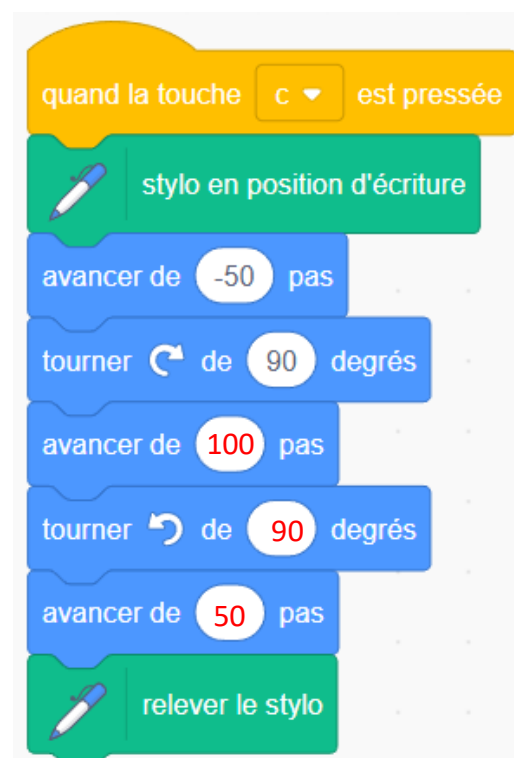 quand la touche c est pressée
stylo en position d'écriture
avancer de -50 pas
tourner de 90 degrés
avancer de 100 pas
tourner de 90 degrés
avancer de 50 pas
relever le stylo